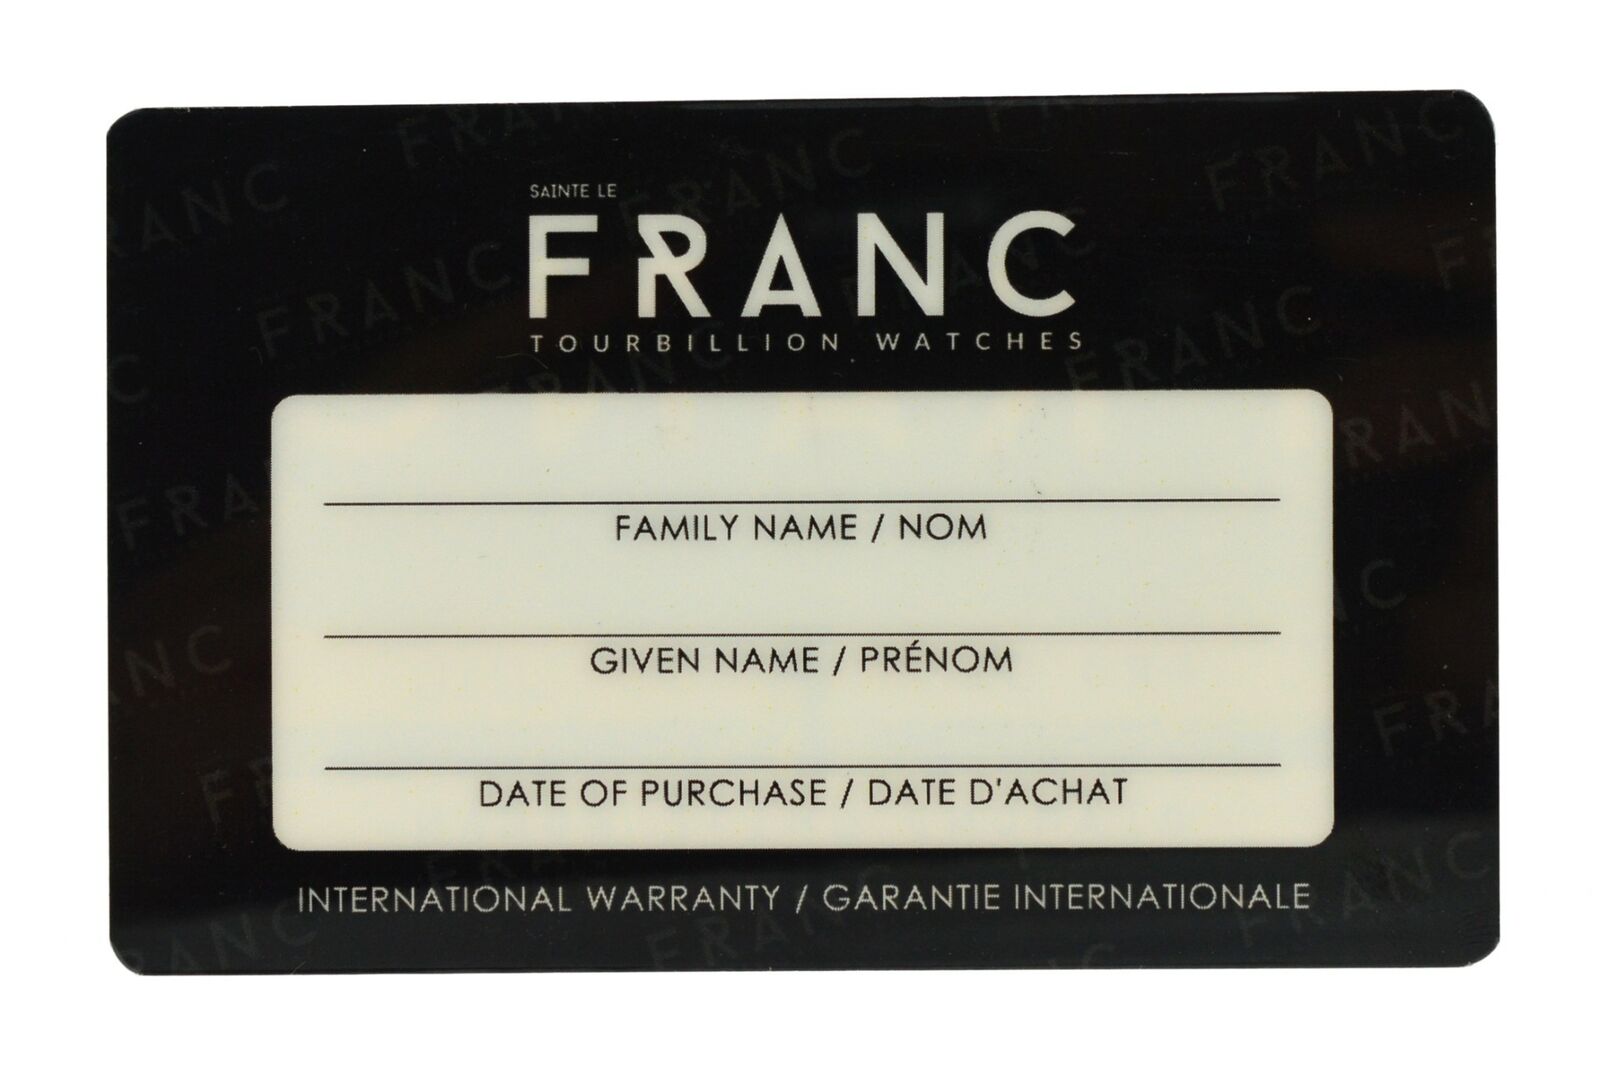 SAINTE LE
FRANC
TOURBILLION WATCHES
FAMILY NAME / NOM
GIVEN NAME / PRÉNOM
DATE OF PURCHASE / DATE D'ACHAT
INTERNATIONAL WARRANTY / GARANTIE INTERNATIONALE